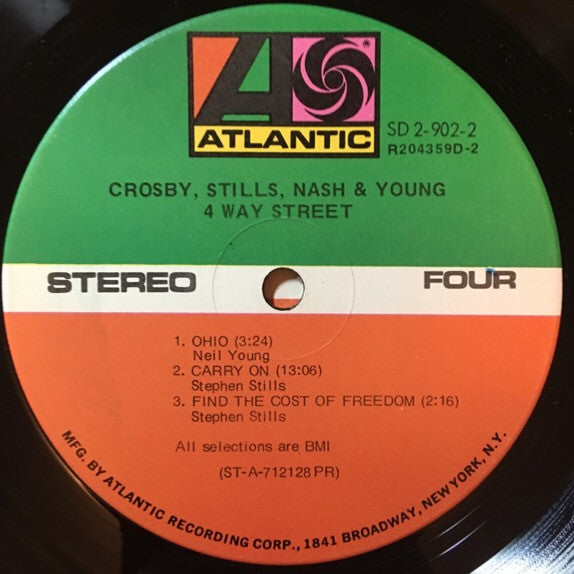 ATLANTIC
SD 2-902-2
R204359D-2
CROSBY, STILLS, NASH & YOUNG
4 WAY STREET
STEREO
FOUR
1. OHIO (3:24)
Neil Young
2. CARRY ON (13:06)
Stephen Stills
3. FIND THE COST OF FREEDOM (2:16)
Stephen Stills
All selections are BMI
(ST-A-712128 PR)
MFG. BY ATLANTIC RECORDING CORP., 1841 BROADWAY, NEW YORK, N.Y.